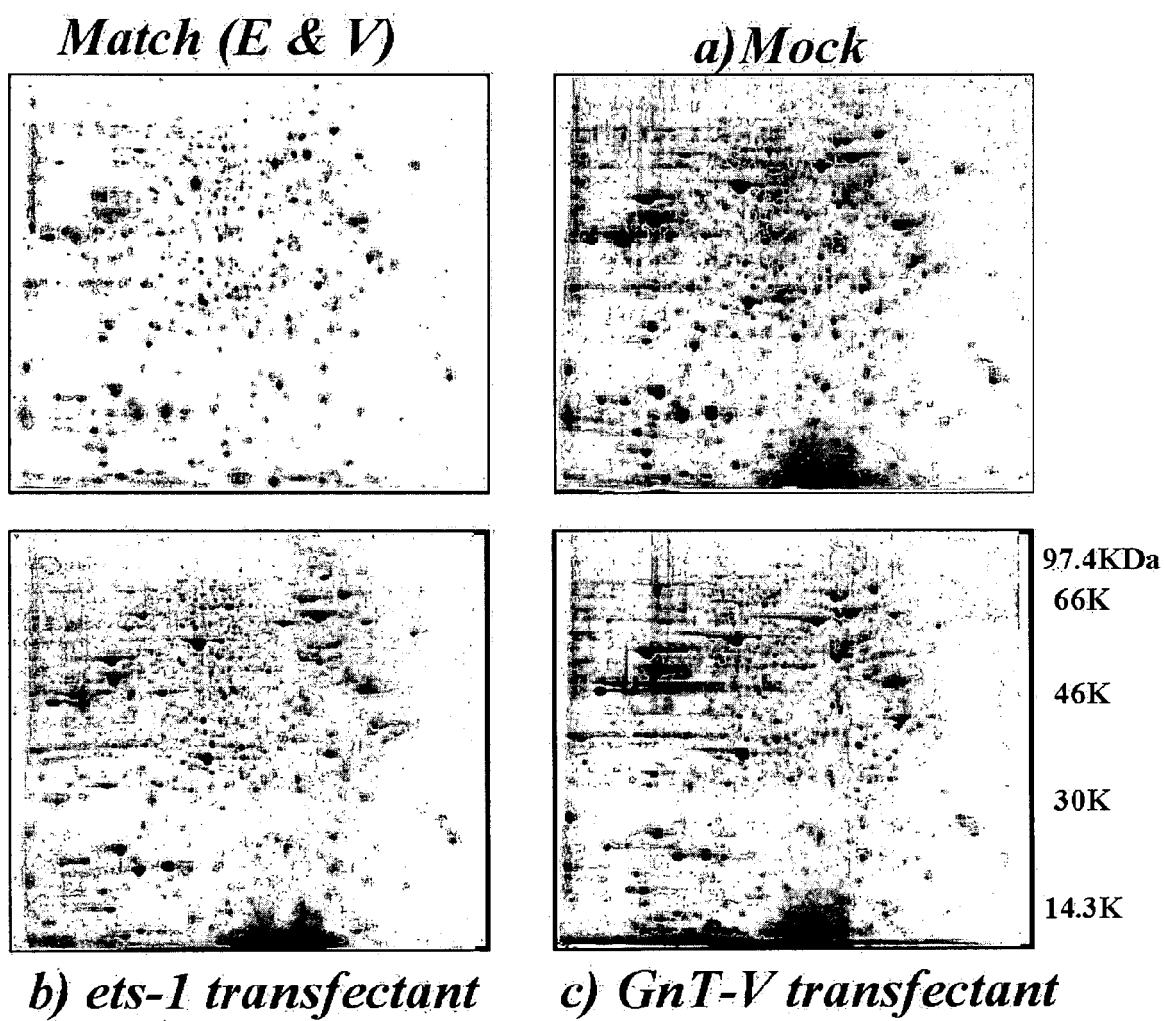 Match (E & V)
a)Mock
97.4KDa
66K
46K
30K
14.3K
b) ets-1 transfectant
c) GnT-V transfectant